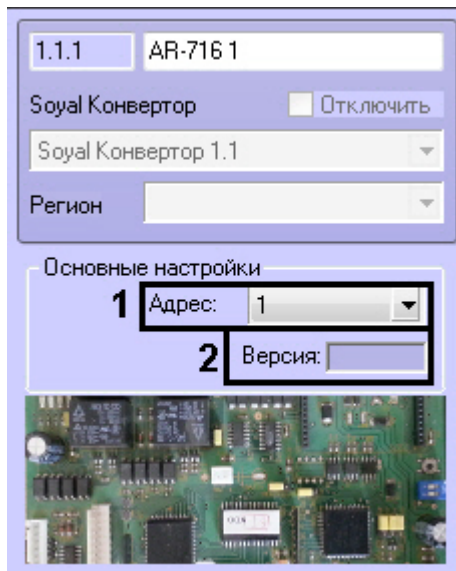 1.1.1 AR-716 1
Soyal Конвертор Отключить
Soyal Конвертор 1.1
Регион
Основные настройки
1 Адрес: 1
2 Версия: